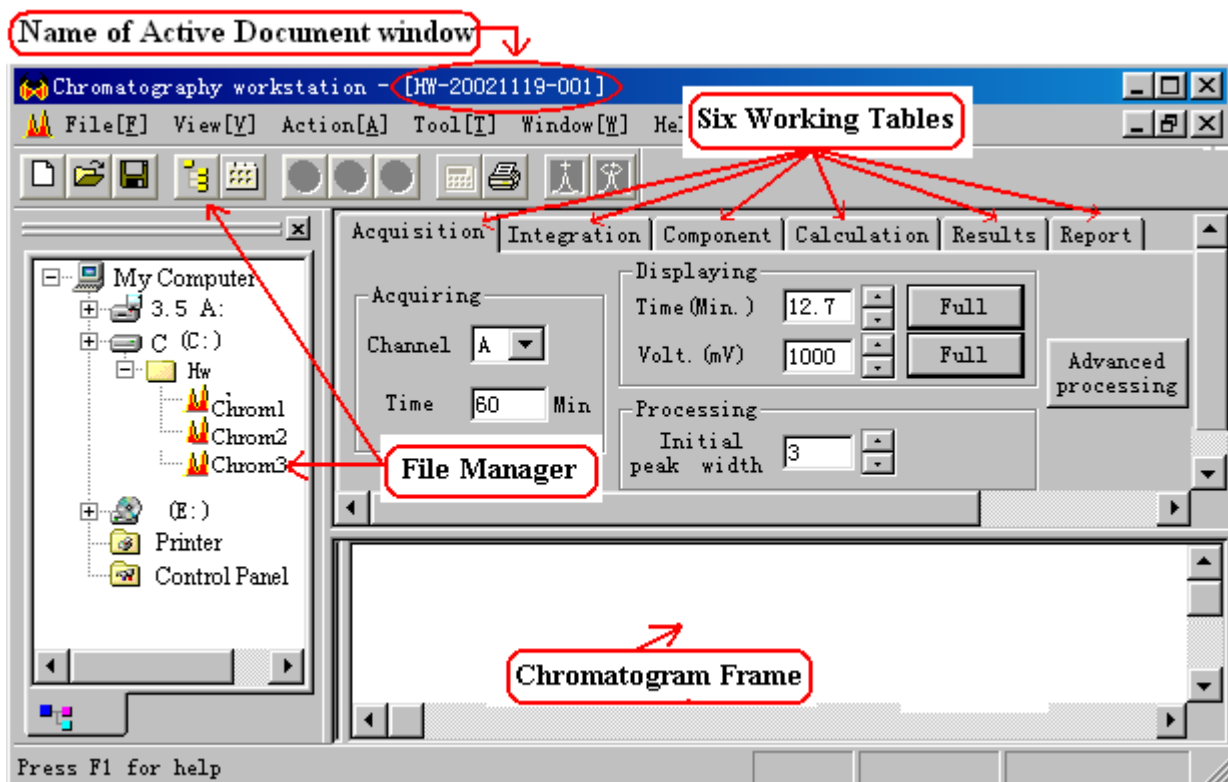 Name of Active Document window
Chromatography workstation - [HW-20021119-001]
File[F] View[V] Action[A] Tool[T] Window[W]
Six Working Tables
Acquisition Integration Component Calculation Results Report
My Computer
3.5 A:
C (C:)
Hw
Chrom1
Chrom2
Chrom3
(E:)
Printer
Control Panel
File Manager
Acquiring
Channel A
Time 60 Min
Displaying
Time(Min.) 12.7 Full
Volt.(mV) 1000 Full
Processing
Initial
peak width 3
Advanced
processing
Chromatogram Frame
Press F1 for help